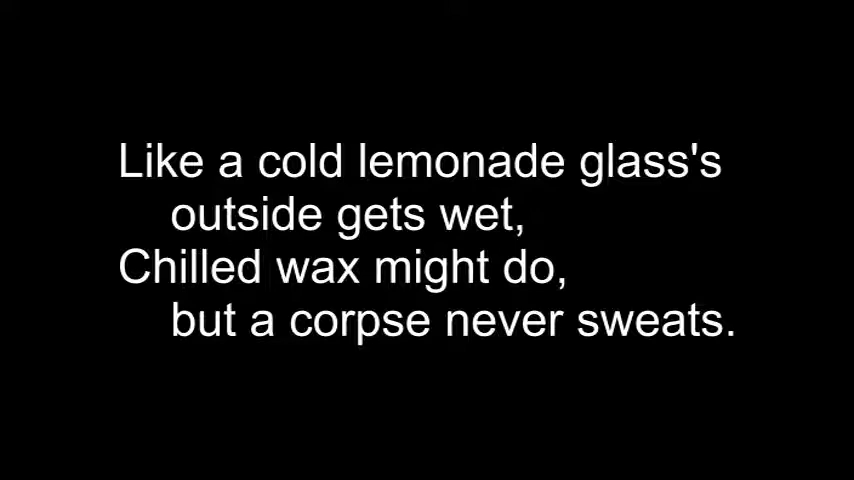 Like a cold lemonade glass's
outside gets wet,
Chilled wax might do,
but a corpse never sweats.